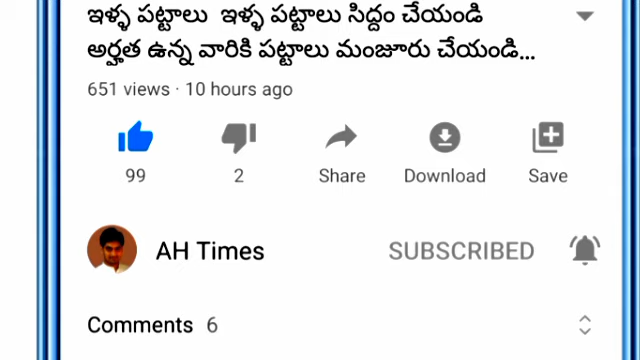 ఇళ్ళ పట్టాలు ఇళ్ళ పట్టాలు సిద్దం చేయండి
అర్హత ఉన్న వారికి పట్టాలు మంజూరు చేయండి...
651 views · 10 hours ago
99 2 Share Download Save
AH Times SUBSCRIBED
Comments 6